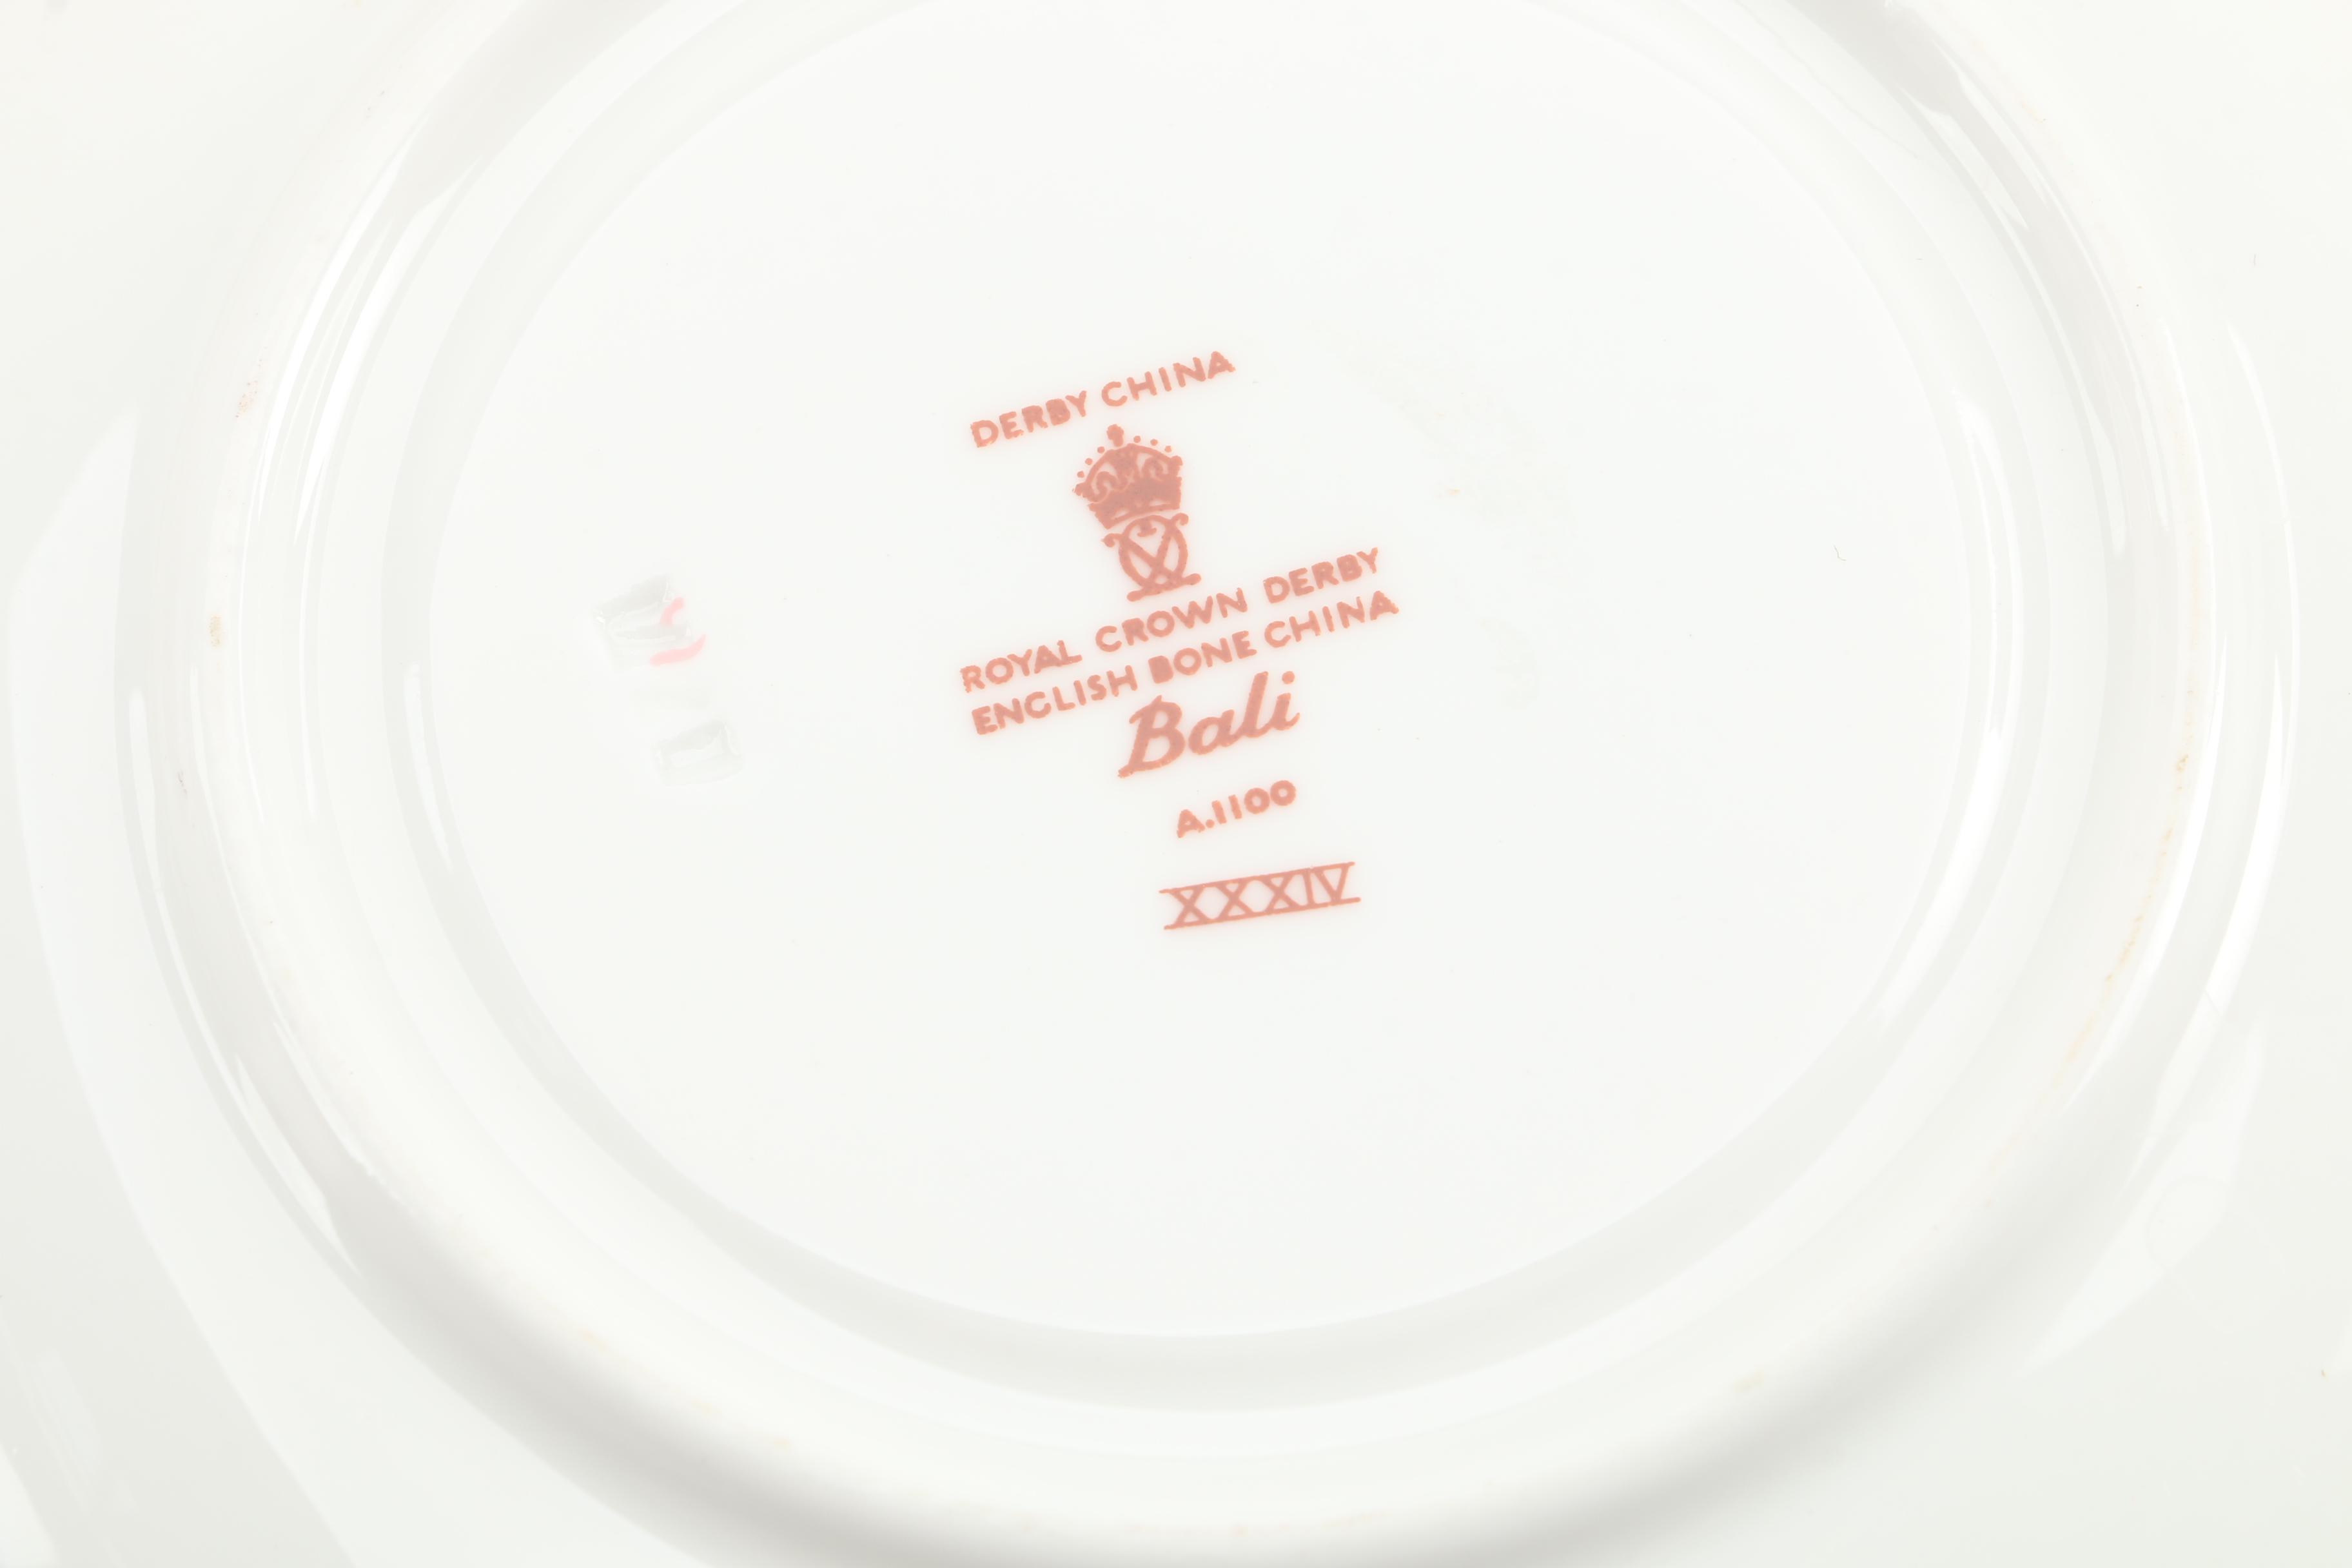 DERBY CHINA
ROYAL CROWN DERBY
ENGLISH BONE CHINA
Bali
A.1100
XXXIV